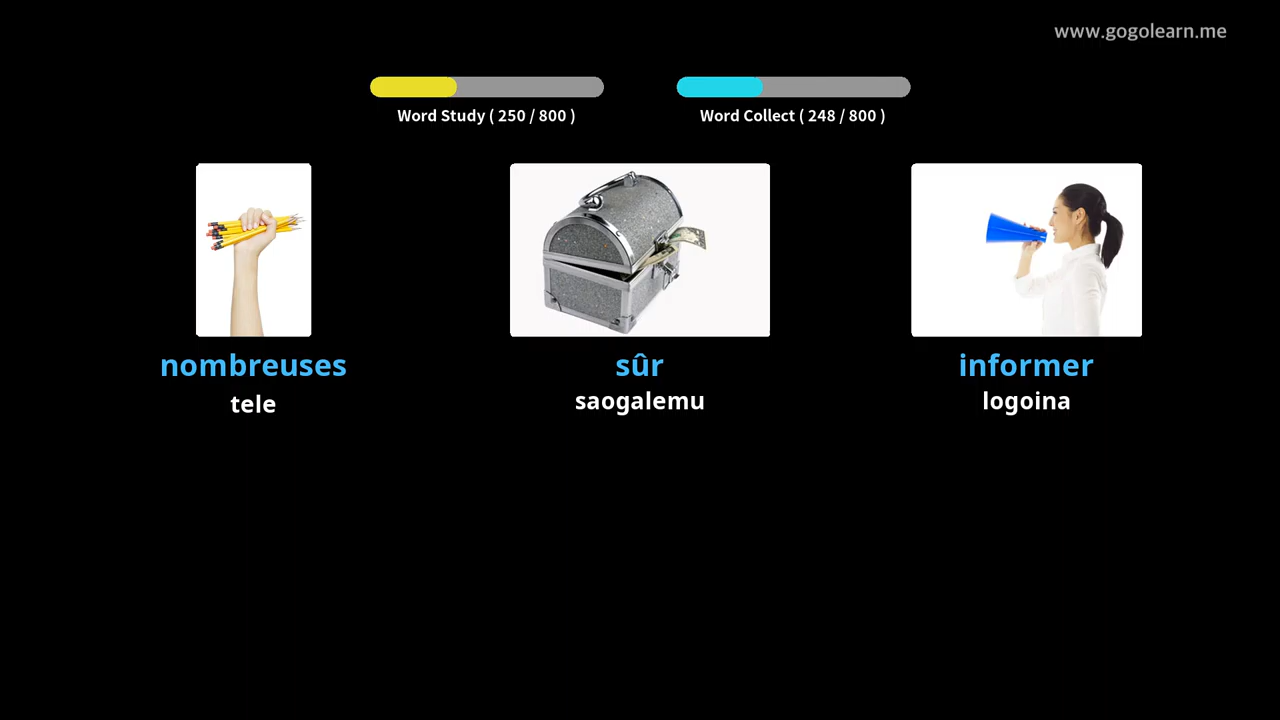 www.gogolearn.me
Word Study ( 250 / 800 )
Word Collect ( 248 / 800 )
nombreuses
tele
sûr
saogalemu
informer
logoina